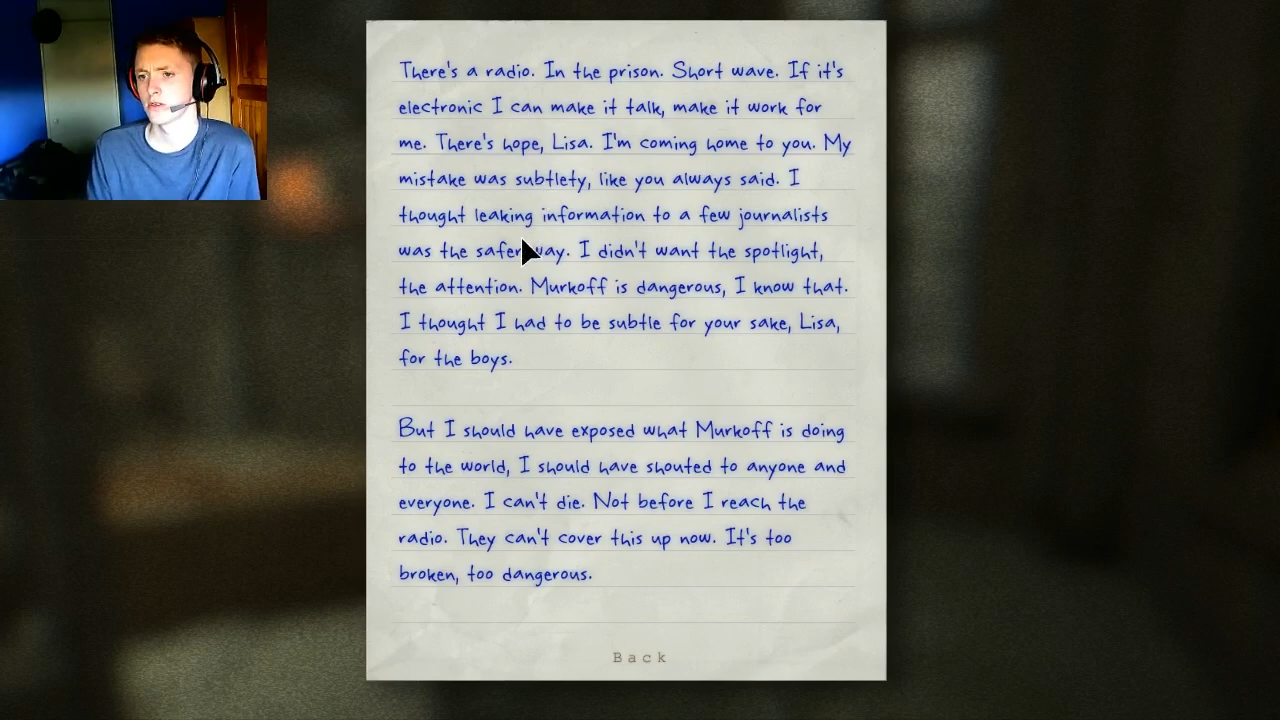 There's a radio. In the prison. Short wave. If it's
electronic I can make it talk, make it work for
me. There's hope, Lisa. I'm coming home to you. My
mistake was subtlety, like you always said. I
thought leaking information to a few journalists
was the safer way. I didn't want the spotlight,
the attention. Murkoff is dangerous, I know that.
I thought I had to be subtle for your sake, Lisa,
for the boys.
But I should have exposed what Murkoff is doing
to the world, I should have shouted to anyone and
everyone. I can't die. Not before I reach the
radio. They can't cover this up now. It's too
broken, too dangerous.
Back